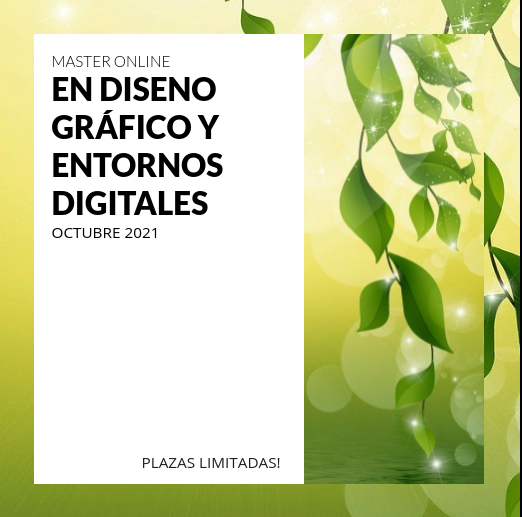 MASTER ONLINE
EN DISENO
GRÁFICO Y
ENTORNOS
DIGITALES
OCTUBRE 2021
PLAZAS LIMITADAS!